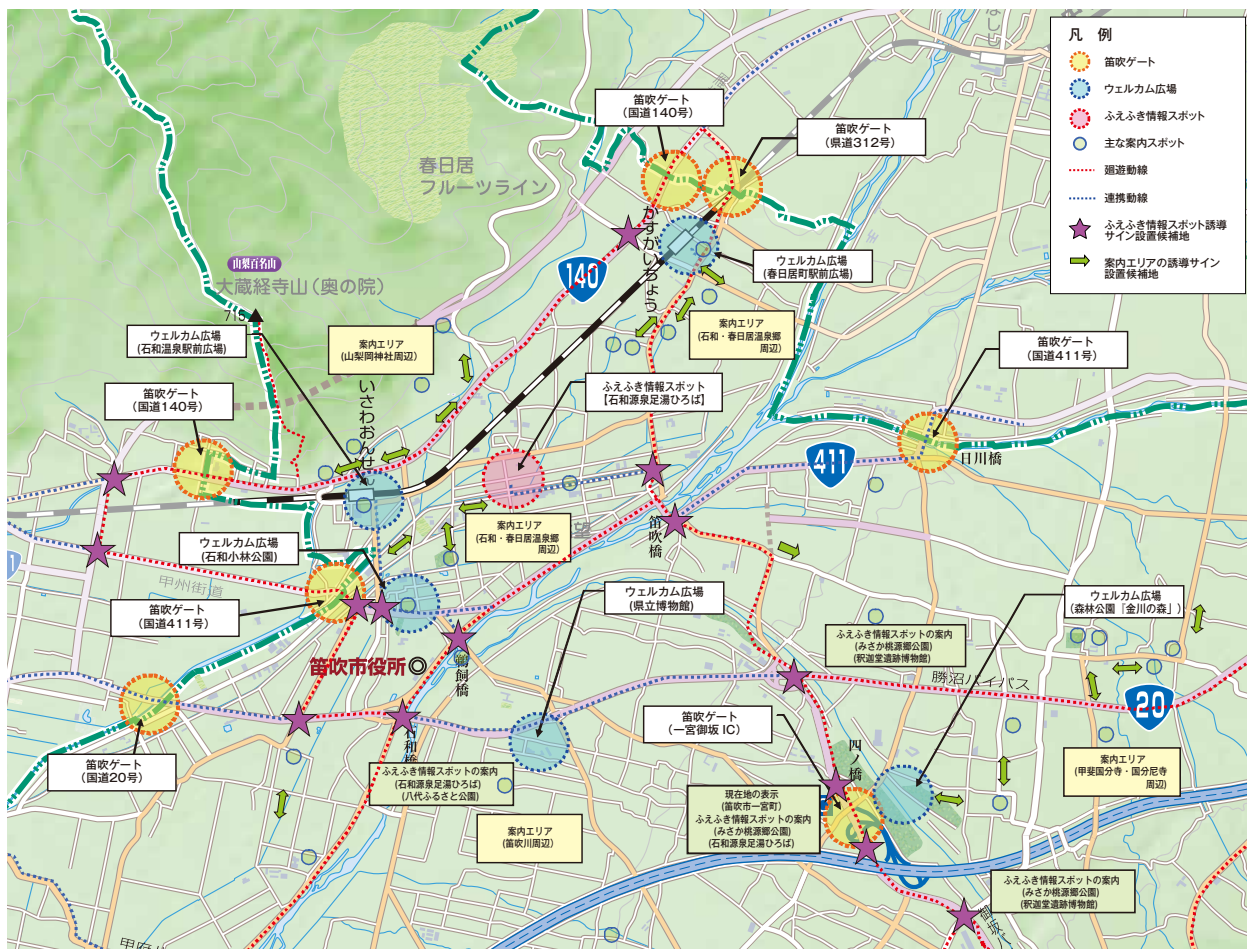 凡 例
笛吹ゲート
ウェルカム広場
ふえふき情報スポット
主な案内スポット
廻遊動線
連携動線
ふえふき情報スポット誘導
サイン設置候補地
案内エリアの誘導サイン
設置候補地
笛吹ゲート
(国道140号)
笛吹ゲート
(県道312号)
春日居
フルーツライン
かすがいちょう
ウェルカム広場
(春日居町駅前広場)
140
山梨百名山
大蔵経寺山(奥の院)
715
ウェルカム広場
(石和温泉駅前広場)
案内エリア
(山梨岡神社周辺)
案内エリア
(石和・春日居温泉郷
周辺)
笛吹ゲート
(国道411号)
いさわおんせん
笛吹ゲート
(国道140号)
ふえふき情報スポット
【石和源泉足湯ひろば】
411
日川橋
案内エリア
(石和・春日居温泉郷
周辺)
望
笛吹橋
ウェルカム広場
(石和小林公園)
甲州街道
笛吹ゲート
(国道411号)
ウェルカム広場
(県立博物館)
ウェルカム広場
(森林公園「金川の森」)
ふえふき情報スポットの案内
(みさか桃源郷公園)
(釈迦堂遺跡博物館)
笛吹市役所
鵜飼橋
勝沼バイパス
20
笛吹ゲート
(一宮御坂 IC)
四ノ橋
石和橋
笛吹ゲート
(国道20号)
ふえふき情報スポットの案内
(石和源泉足湯ひろば)
(八代ふるさと公園)
案内エリア
(甲斐国分寺・国分尼寺
周辺)
現在地の表示
(笛吹市一宮町)
ふえふき情報スポットの案内
(みさか桃源郷公園)
(石和源泉足湯ひろば)
案内エリア
(笛吹川周辺)
ふえふき情報スポットの案内
(みさか桃源郷公園)
(釈迦堂遺跡博物館)